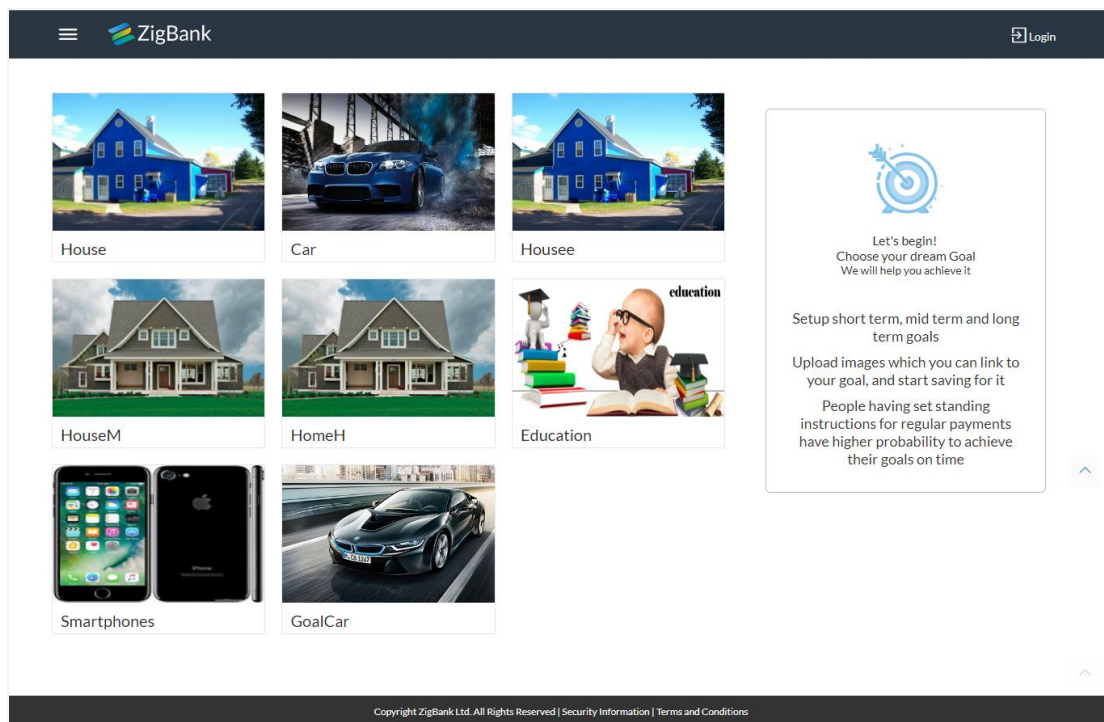 ZigBank
Login
House
Car
Housee
HouseM
HomeH
education
Education
Smartphones
GoalCar
Let's begin!
Choose your dream Goal
We will help you achieve it
Setup short term, mid term and long
term goals
Upload images which you can link to
your goal, and start saving for it
People having set standing
instructions for regular payments
have higher probability to achieve
their goals on time
Copyright ZigBank Ltd. All Rights Reserved | Security Information | Terms and Conditions